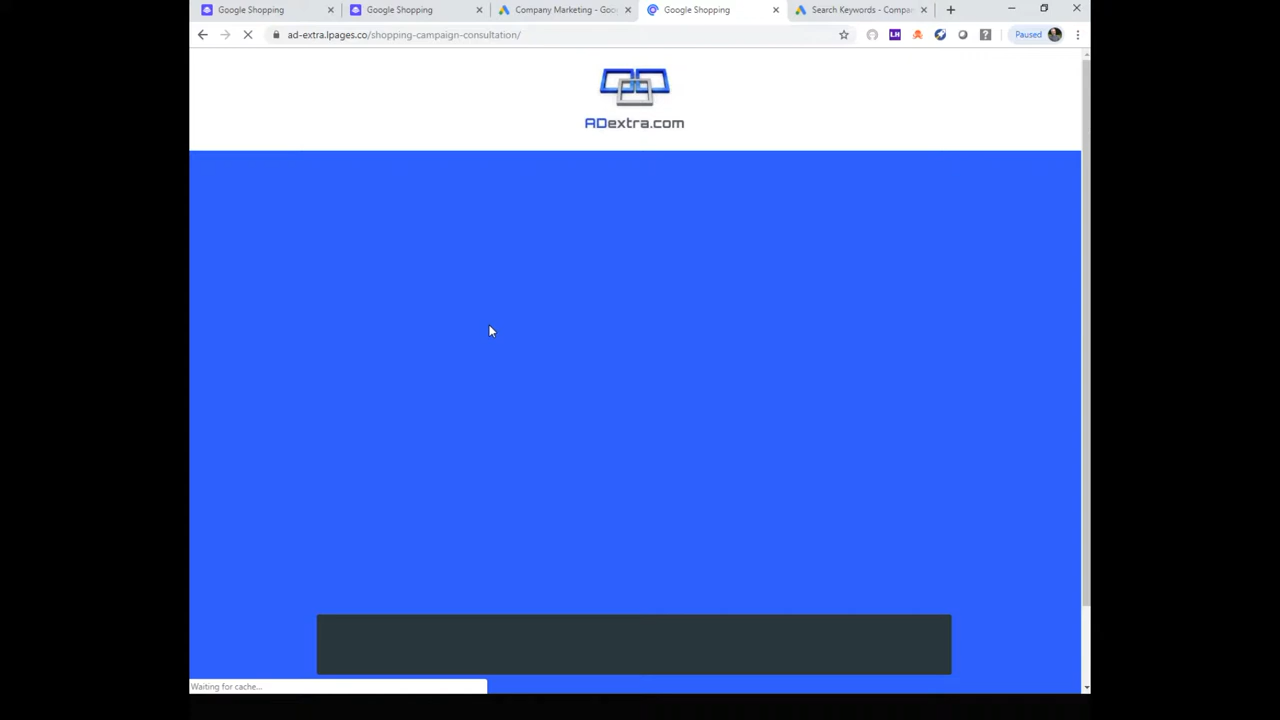 Google Shopping
Google Shopping
Company Marketing - Goo
Google Shopping
Search Keywords - Compa
ad-extra.lpages.co/shopping-campaign-consultation/
LH
?
Paused
ADextra.com
Waiting for cache...